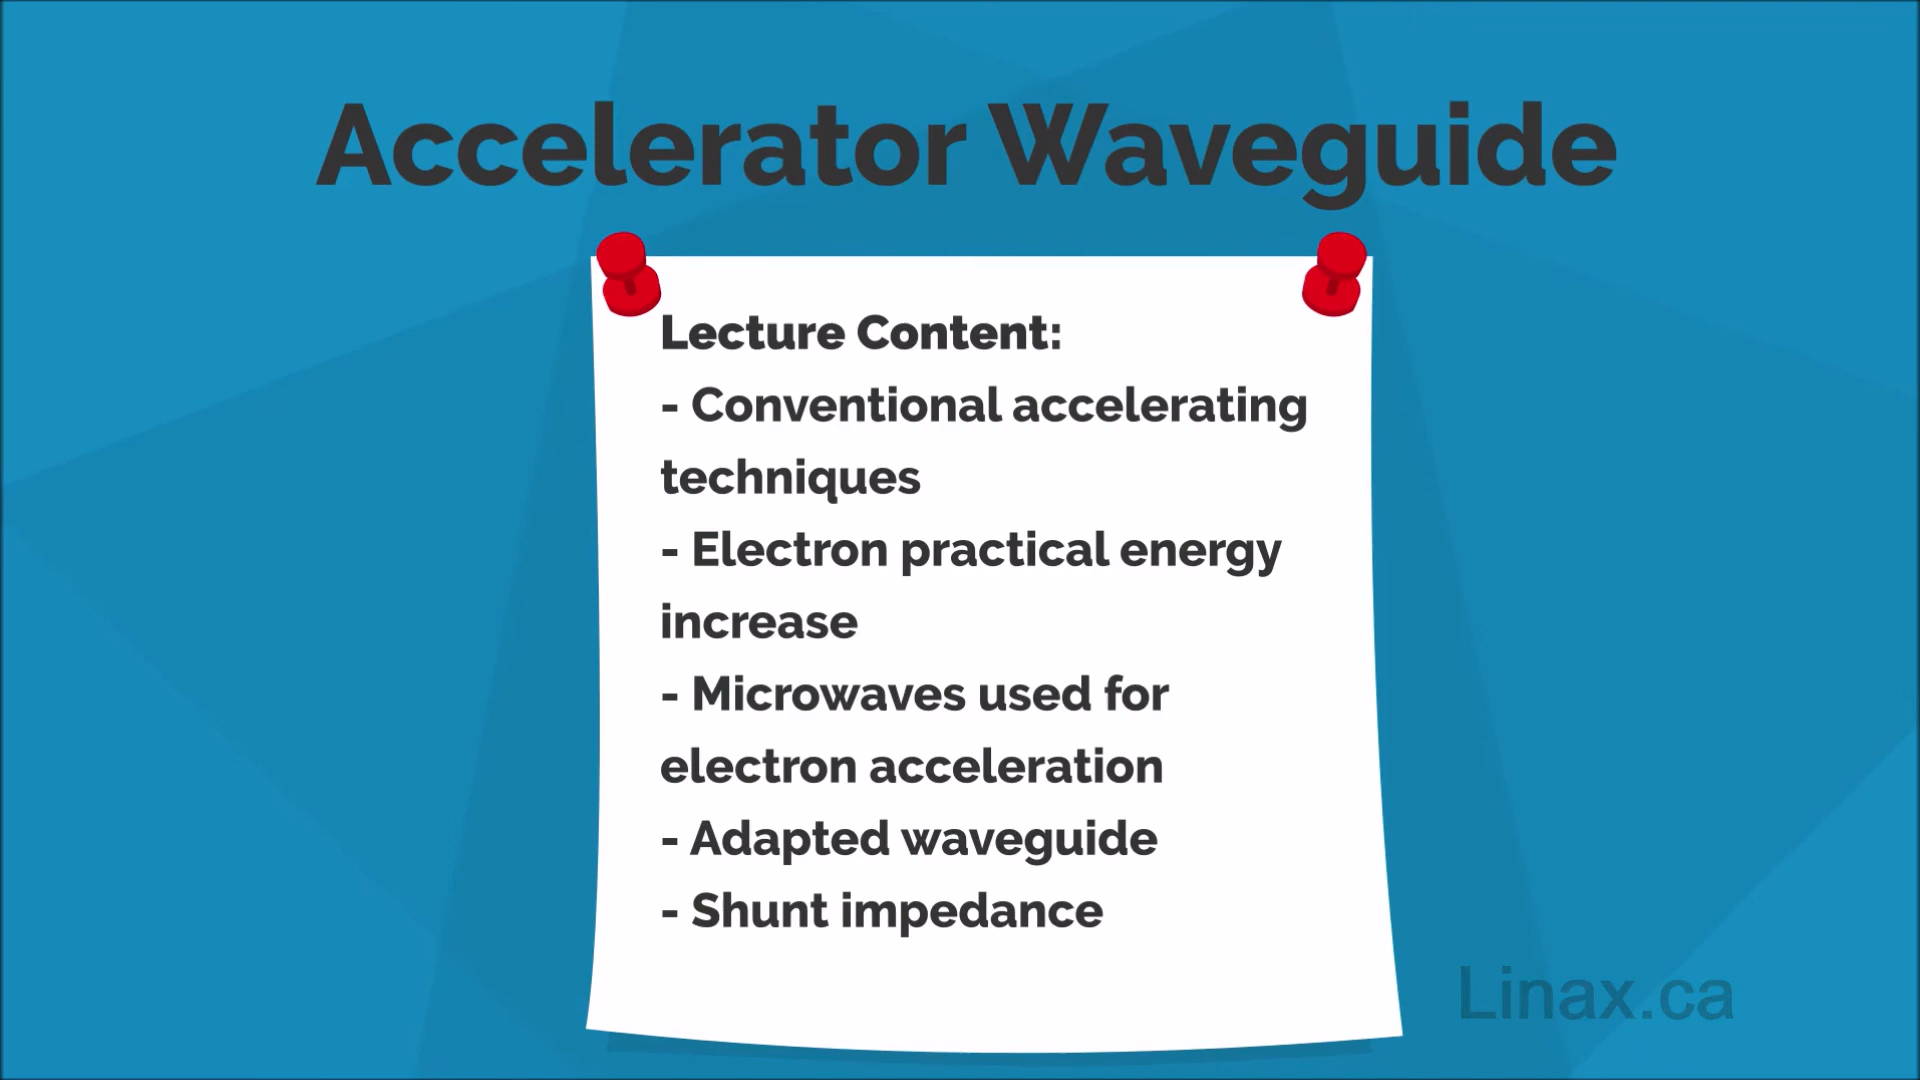 Accelerator Waveguide
Lecture Content:
- Conventional accelerating
techniques
- Electron practical energy
increase
- Microwaves used for
electron acceleration
- Adapted waveguide
- Shunt impedance
Linax.ca